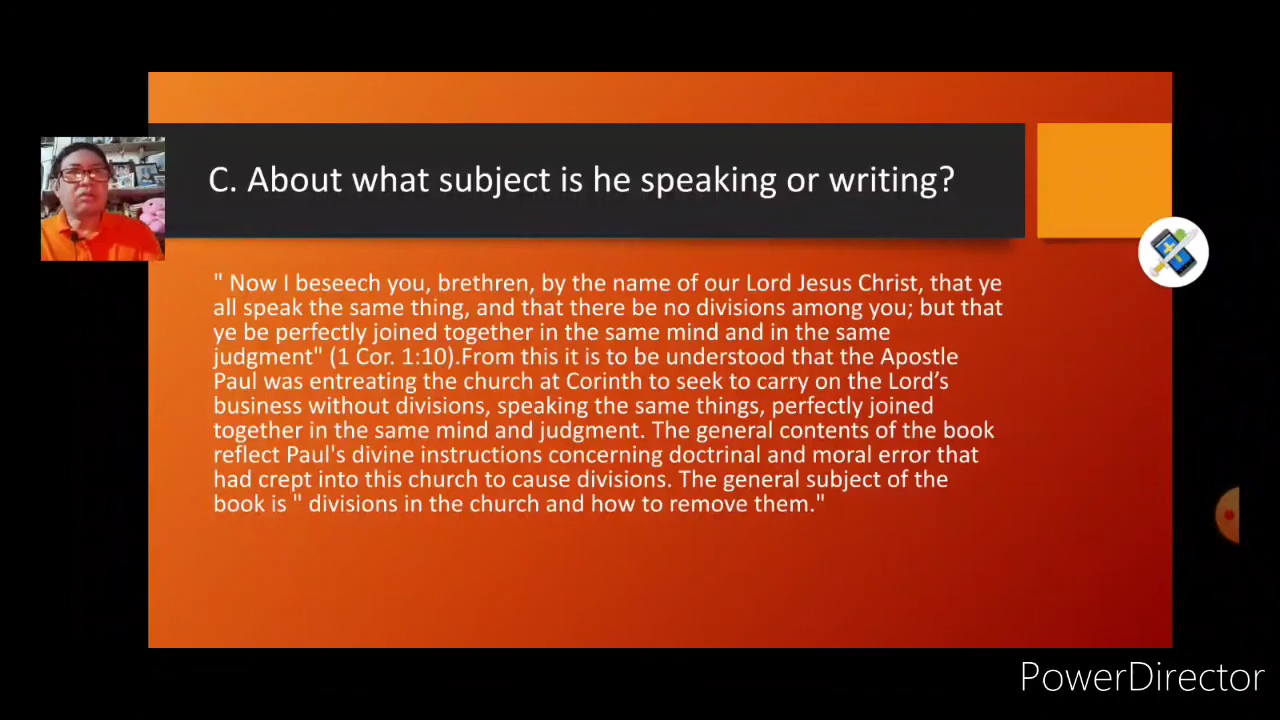 C. About what subject is he speaking or writing?
" Now I beseech you, brethren, by the name of our Lord Jesus Christ, that ye
all speak the same thing, and that there be no divisions among you; but that
ye be perfectly joined together in the same mind and in the same
judgment" (1 Cor. 1:10).From this it is to be understood that the Apostle
Paul was entreating the church at Corinth to seek to carry on the Lord’s
business without divisions, speaking the same things, perfectly joined
together in the same mind and judgment. The general contents of the book
reflect Paul's divine instructions concerning doctrinal and moral error that
had crept into this church to cause divisions. The general subject of the
book is " divisions in the church and how to remove them."
PowerDirector